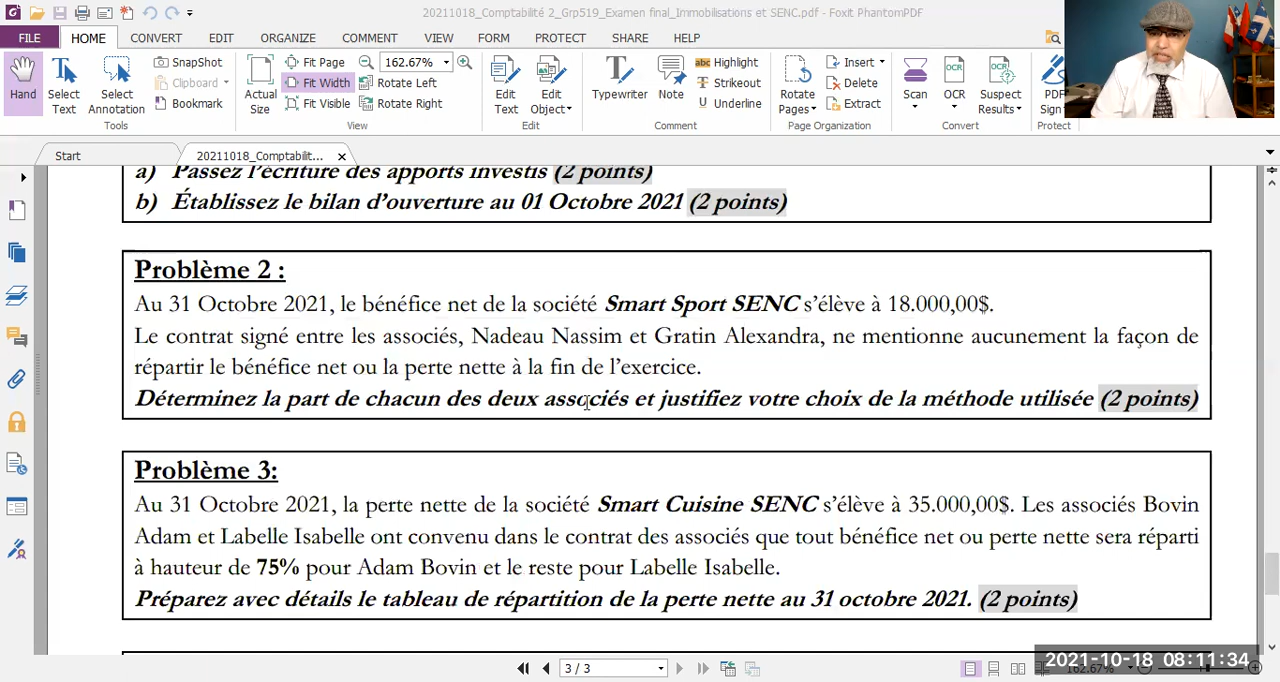 20211018_Comptabilité 2_Grp519_Examen final_Immobilisations et SENC.pdf - Foxit PhantomPDF
FILE HOME CONVERT EDIT ORGANIZE COMMENT VIEW FORM PROTECT SHARE HELP
Hand
Select Text
Select Annotation
SnapShot
Clipboard
Bookmark
Tools
Actual Size
Fit Page
Fit Width
Fit Visible
162.67%
Rotate Left
Rotate Right
View
Edit Text
Edit Object
Edit
Typewriter
Note
Highlight
Strikeout
Underline
Comment
Rotate Pages
Insert
Delete
Extract
Page Organization
Scan
OCR
Suspect Results
Convert
PDF Sign
Protect
Start
20211018_Comptabilit...
a) Passez l'écriture des apports investis (2 points)
b) Établissez le bilan d'ouverture au 01 Octobre 2021 (2 points)
Problème 2 :
Au 31 Octobre 2021, le bénéfice net de la société Smart Sport SENC s'élève à 18.000,00$.
Le contrat signé entre les associés, Nadeau Nassim et Gratin Alexandra, ne mentionne aucunement la façon de
répartir le bénéfice net ou la perte nette à la fin de l'exercice.
Déterminez la part de chacun des deux associés et justifiez votre choix de la méthode utilisée (2 points)
Problème 3:
Au 31 Octobre 2021, la perte nette de la société Smart Cuisine SENC s'élève à 35.000,00$. Les associés Bovin
Adam et Labelle Isabelle ont convenu dans le contrat des associés que tout bénéfice net ou perte nette sera réparti
à hauteur de 75% pour Adam Bovin et le reste pour Labelle Isabelle.
Préparez avec détails le tableau de répartition de la perte nette au 31 octobre 2021. (2 points)
3 / 3
2021-10-18 08:11:34
162.67%